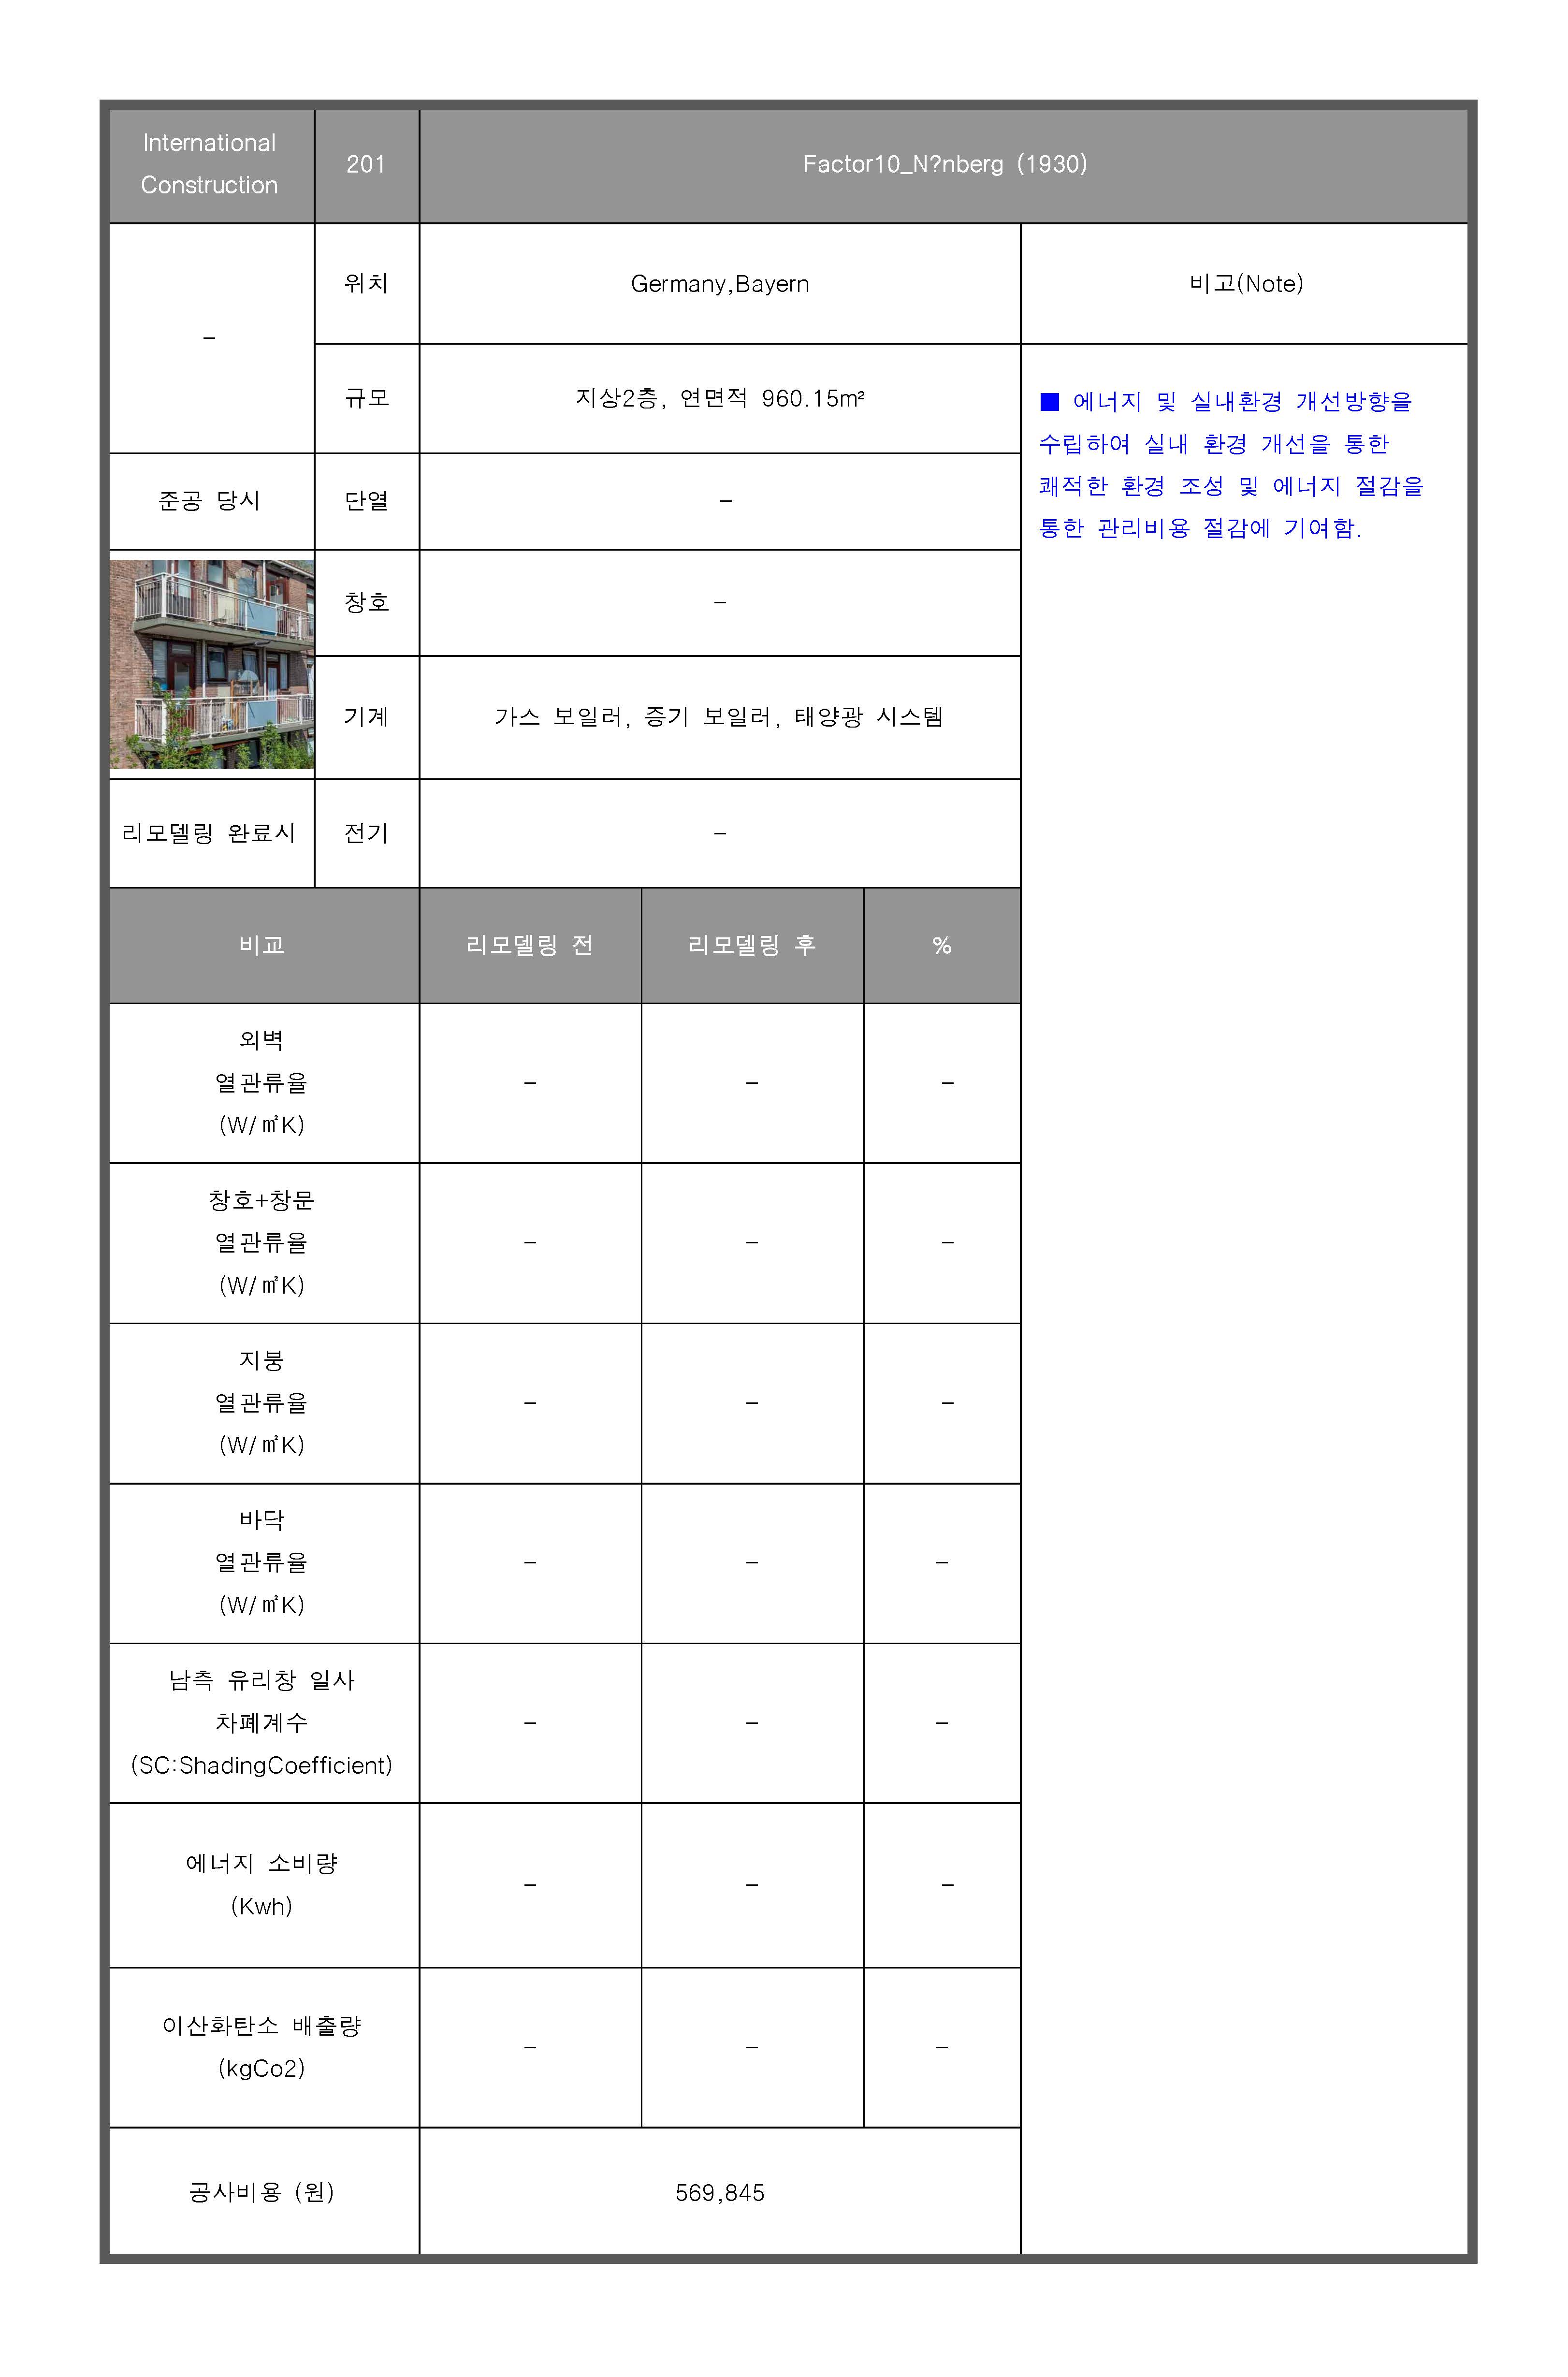 International
Construction
201
Factor10_N?nberg (1930)
–
위치
Germany,Bayern
비고(Note)
규모
지상2층, 연면적 960.15m²
■ 에너지 및 실내환경 개선방향을
수립하여 실내 환경 개선을 통한
쾌적한 환경 조성 및 에너지 절감을
통한 관리비용 절감에 기여함.
준공 당시
단열
–
창호
–
기계
가스 보일러, 증기 보일러, 태양광 시스템
리모델링 완료시
전기
–
비교
리모델링 전
리모델링 후
%
외벽
열관류율
(W/㎡K)
–
–
–
창호+창문
열관류율
(W/㎡K)
–
–
–
지붕
열관류율
(W/㎡K)
–
–
–
바닥
열관류율
(W/㎡K)
–
–
–
남측 유리창 일사
차폐계수
(SC:ShadingCoefficient)
–
–
–
에너지 소비량
(Kwh)
–
–
–
이산화탄소 배출량
(kgCo2)
–
–
–
공사비용 (원)
569,845